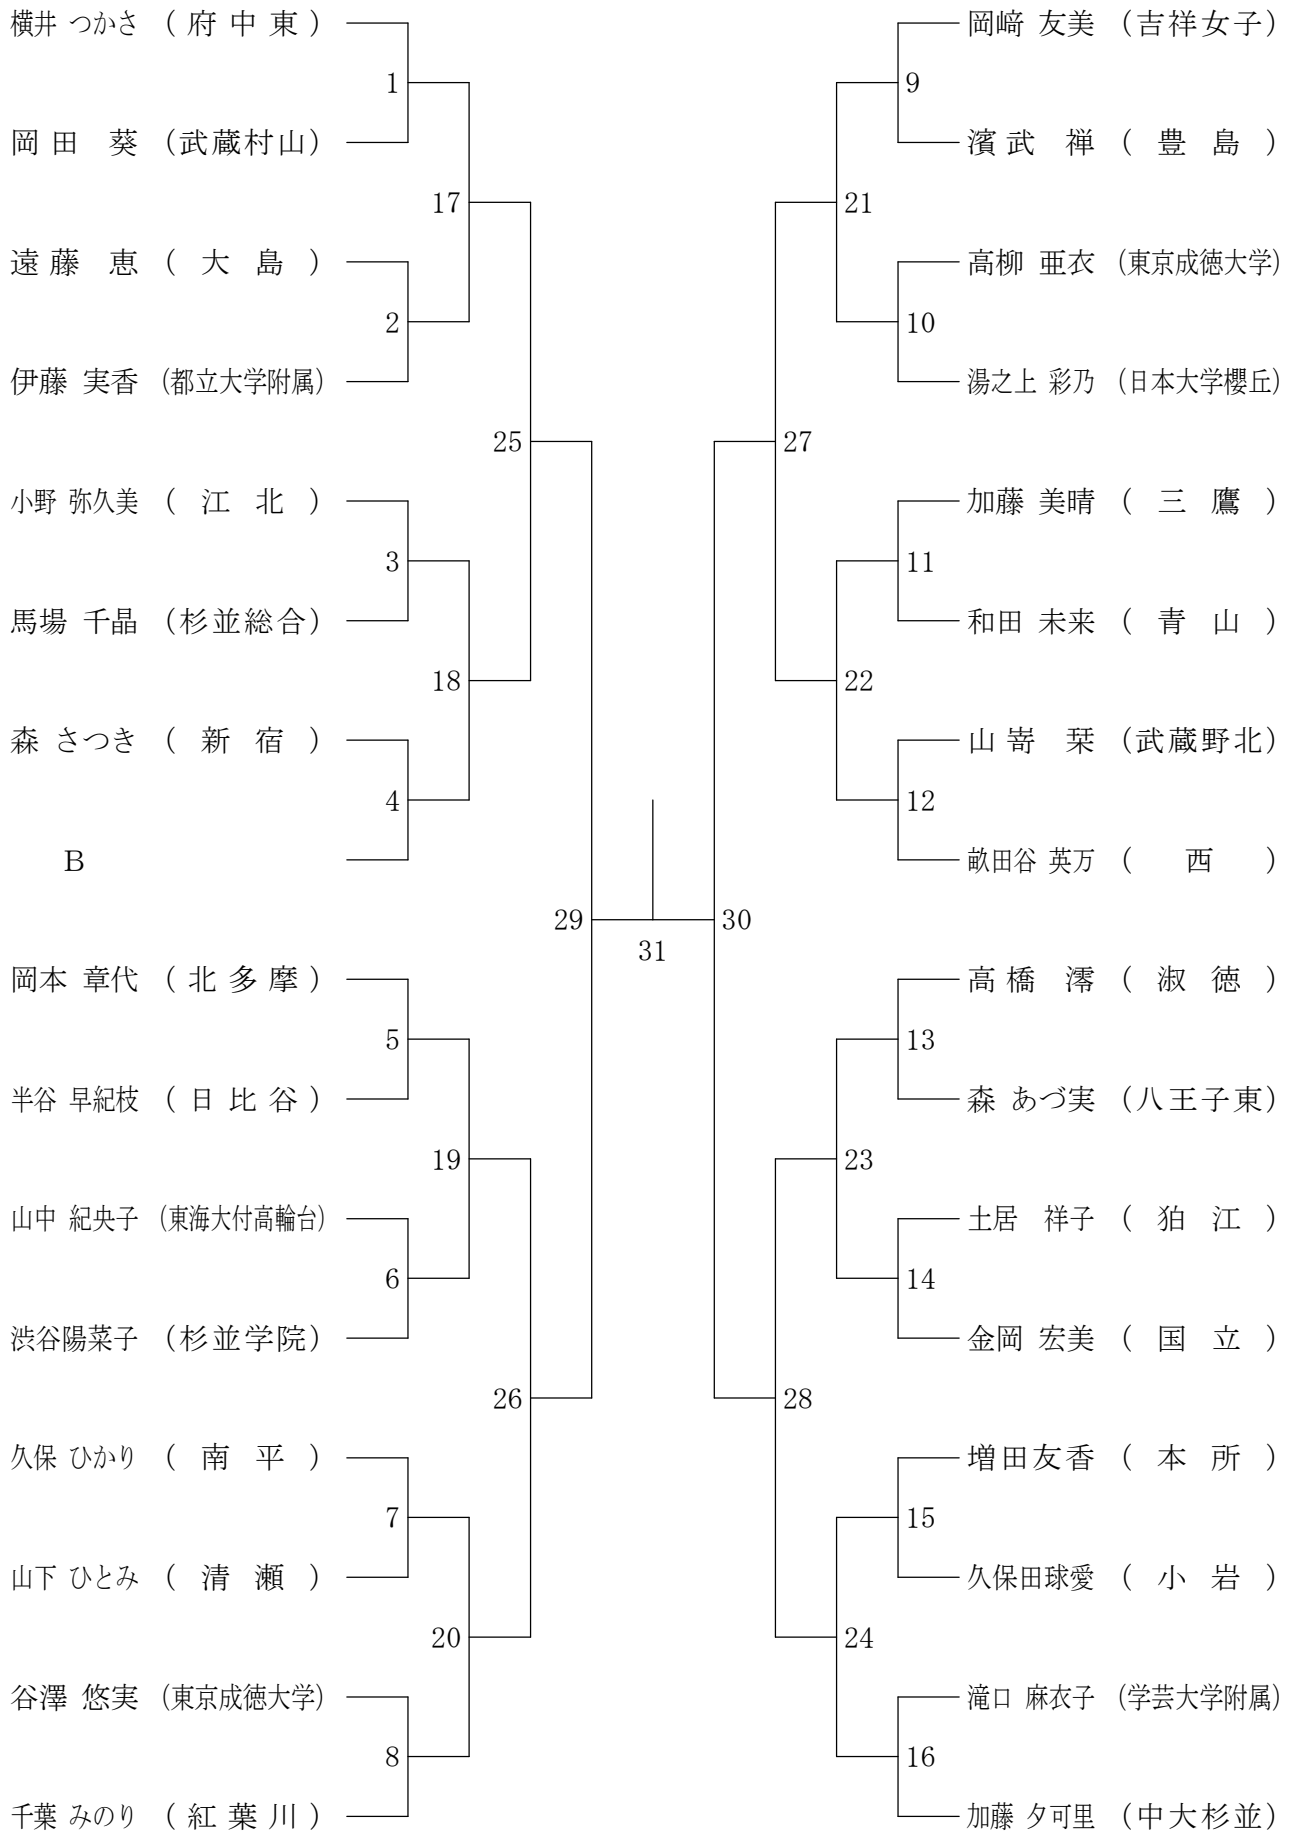 横井 つかさ (府中東)
1
岡田 葵 (武蔵村山)
17
遠藤 恵 (大島)
2
伊藤 実香 (都立大学附属)
25
小野 弥久美 (江北)
3
馬場 千晶 (杉並総合)
18
森 さつき (新宿)
4
B
29
岡本 章代 (北多摩)
5
半谷 早紀枝 (日比谷)
19
山中 紀央子 (東海大付高輪台)
6
渋谷陽菜子 (杉並学院)
26
久保 ひかり (南平)
7
山下 ひとみ (清瀬)
20
谷澤 悠実 (東京成徳大学)
8
千葉 みのり (紅葉川)
31
岡﨑 友美 (吉祥女子)
9
濱武 禅 (豊島)
21
高柳 亜衣 (東京成徳大学)
10
湯之上 彩乃 (日本大学櫻丘)
27
加藤 美晴 (三鷹)
11
和田 未来 (青山)
22
山嵜 栞 (武蔵野北)
12
畝田谷 英万 (西)
30
高橋 澪 (淑徳)
13
森 あづ実 (八王子東)
23
土居 祥子 (狛江)
14
金岡 宏美 (国立)
28
増田友香 (本所)
15
久保田球愛 (小岩)
24
滝口 麻衣子 (学芸大学附属)
16
加藤 夕可里 (中大杉並)